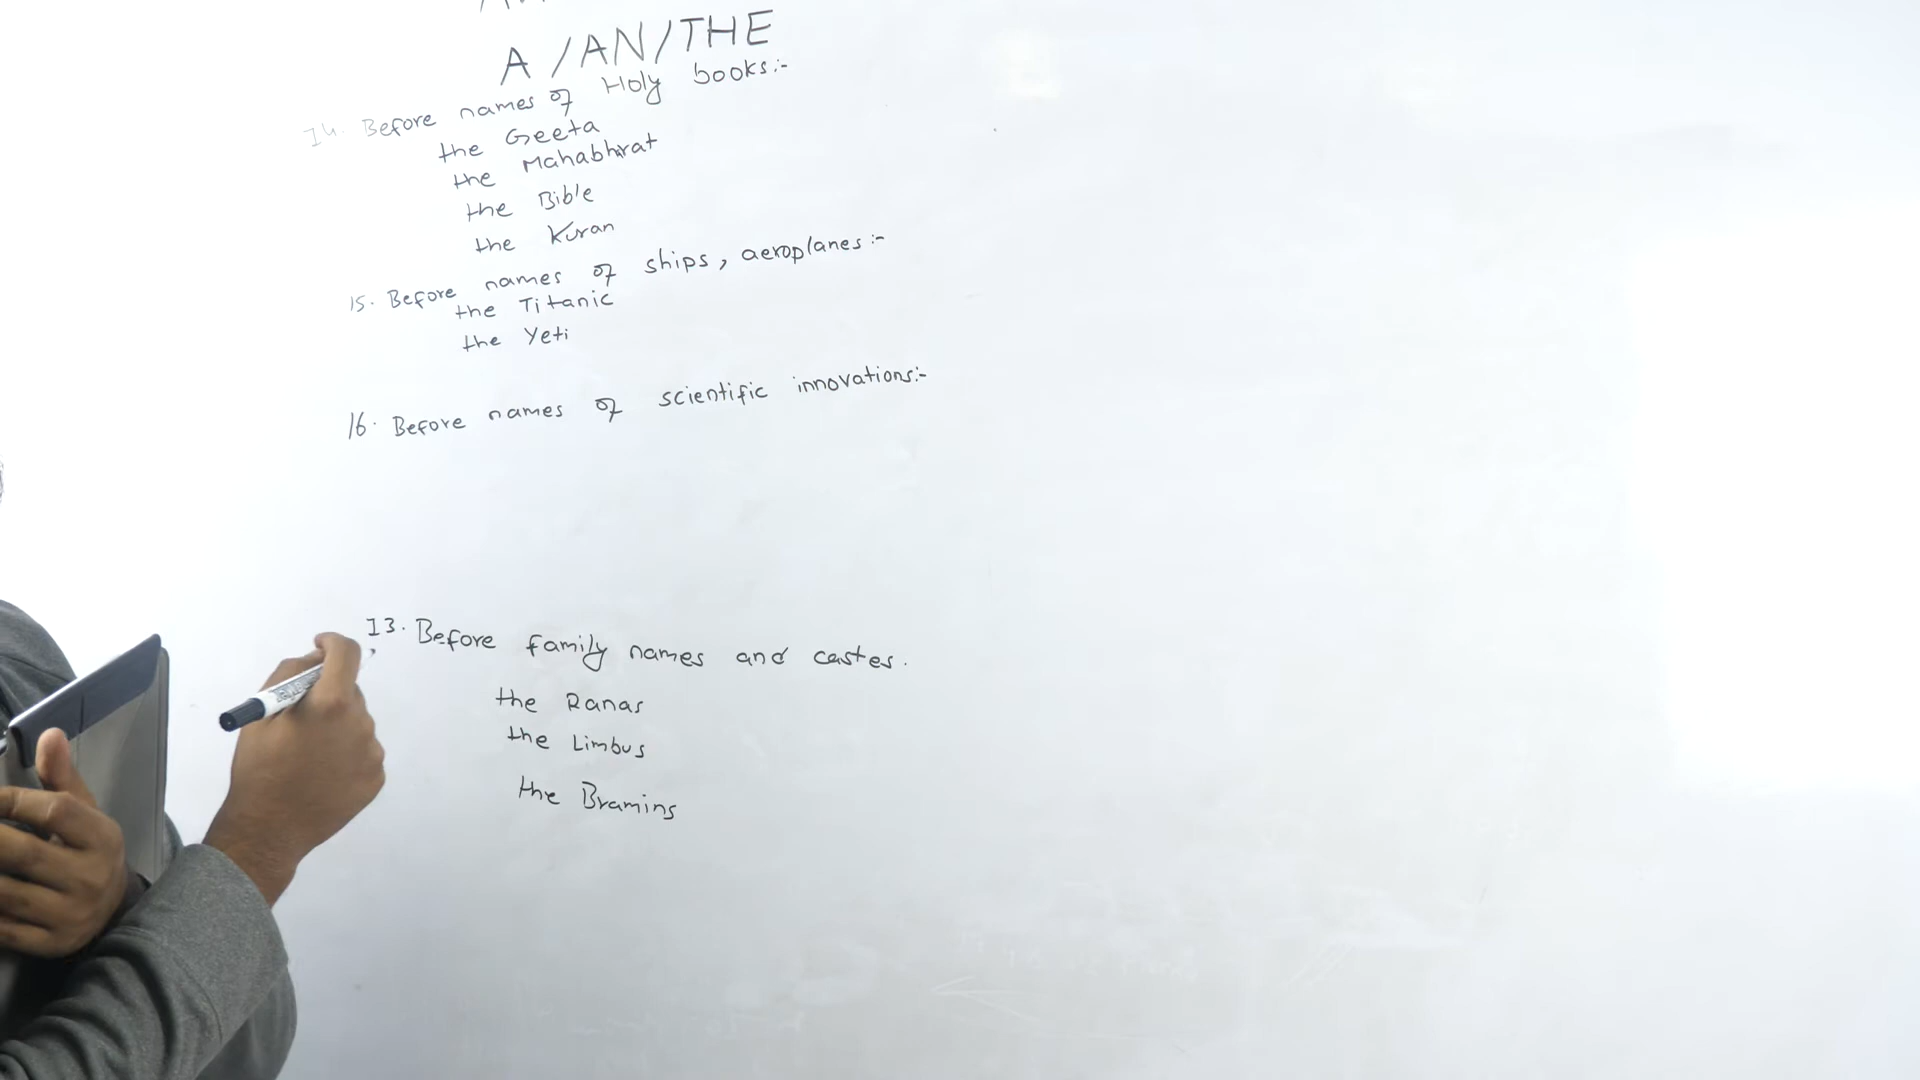 A/AN/THE
14. Before names of Holy books:-
the Geeta
the Mahabhrat
the Bible
the Kuran
15. Before names of ships, aeroplanes:-
the Titanic
the Yeti
16. Before names of scientific innovations:-
13. Before family names and castes.
the Ranas
the Limbus
the Bramins